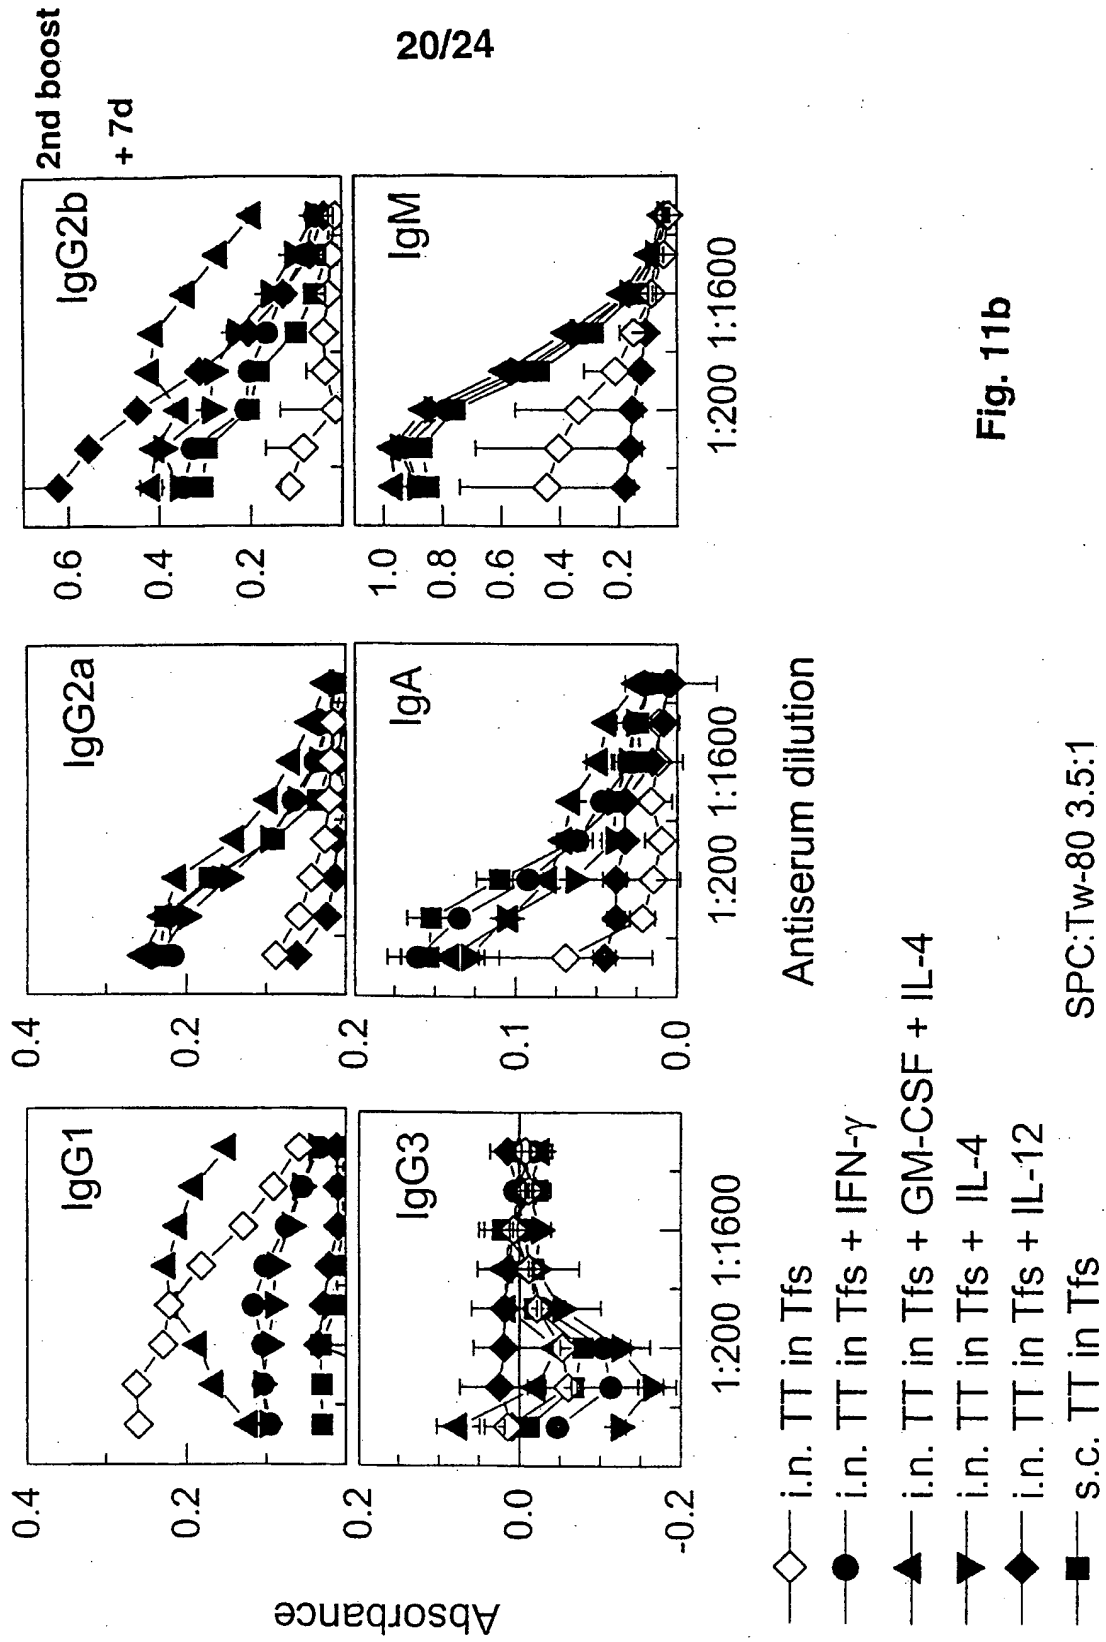 20/24
2nd boost
+ 7d
Absorbance
IgG1
0.4
0.2
IgG2a
0.4
0.2
IgG2b
0.6
0.4
0.2
IgG3
0.2
0.0
-0.2
1:200 1:1600
IgA
0.2
0.1
0.0
1:200 1:1600
IgM
1.0
0.8
0.6
0.4
0.2
1:200 1:1600
Antiserum dilution
i.n. TT in Tfs
i.n. TT in Tfs + IFN-γ
i.n. TT in Tfs + GM-CSF + IL-4
i.n. TT in Tfs + IL-4
i.n. TT in Tfs + IL-12
s.c. TT in Tfs
SPC:Tw-80 3.5:1
Fig. 11b